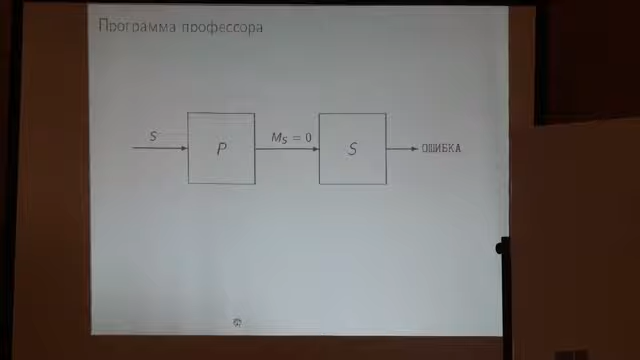 Программа профессора
S
P
M_S = 0
S
ОШИБКА